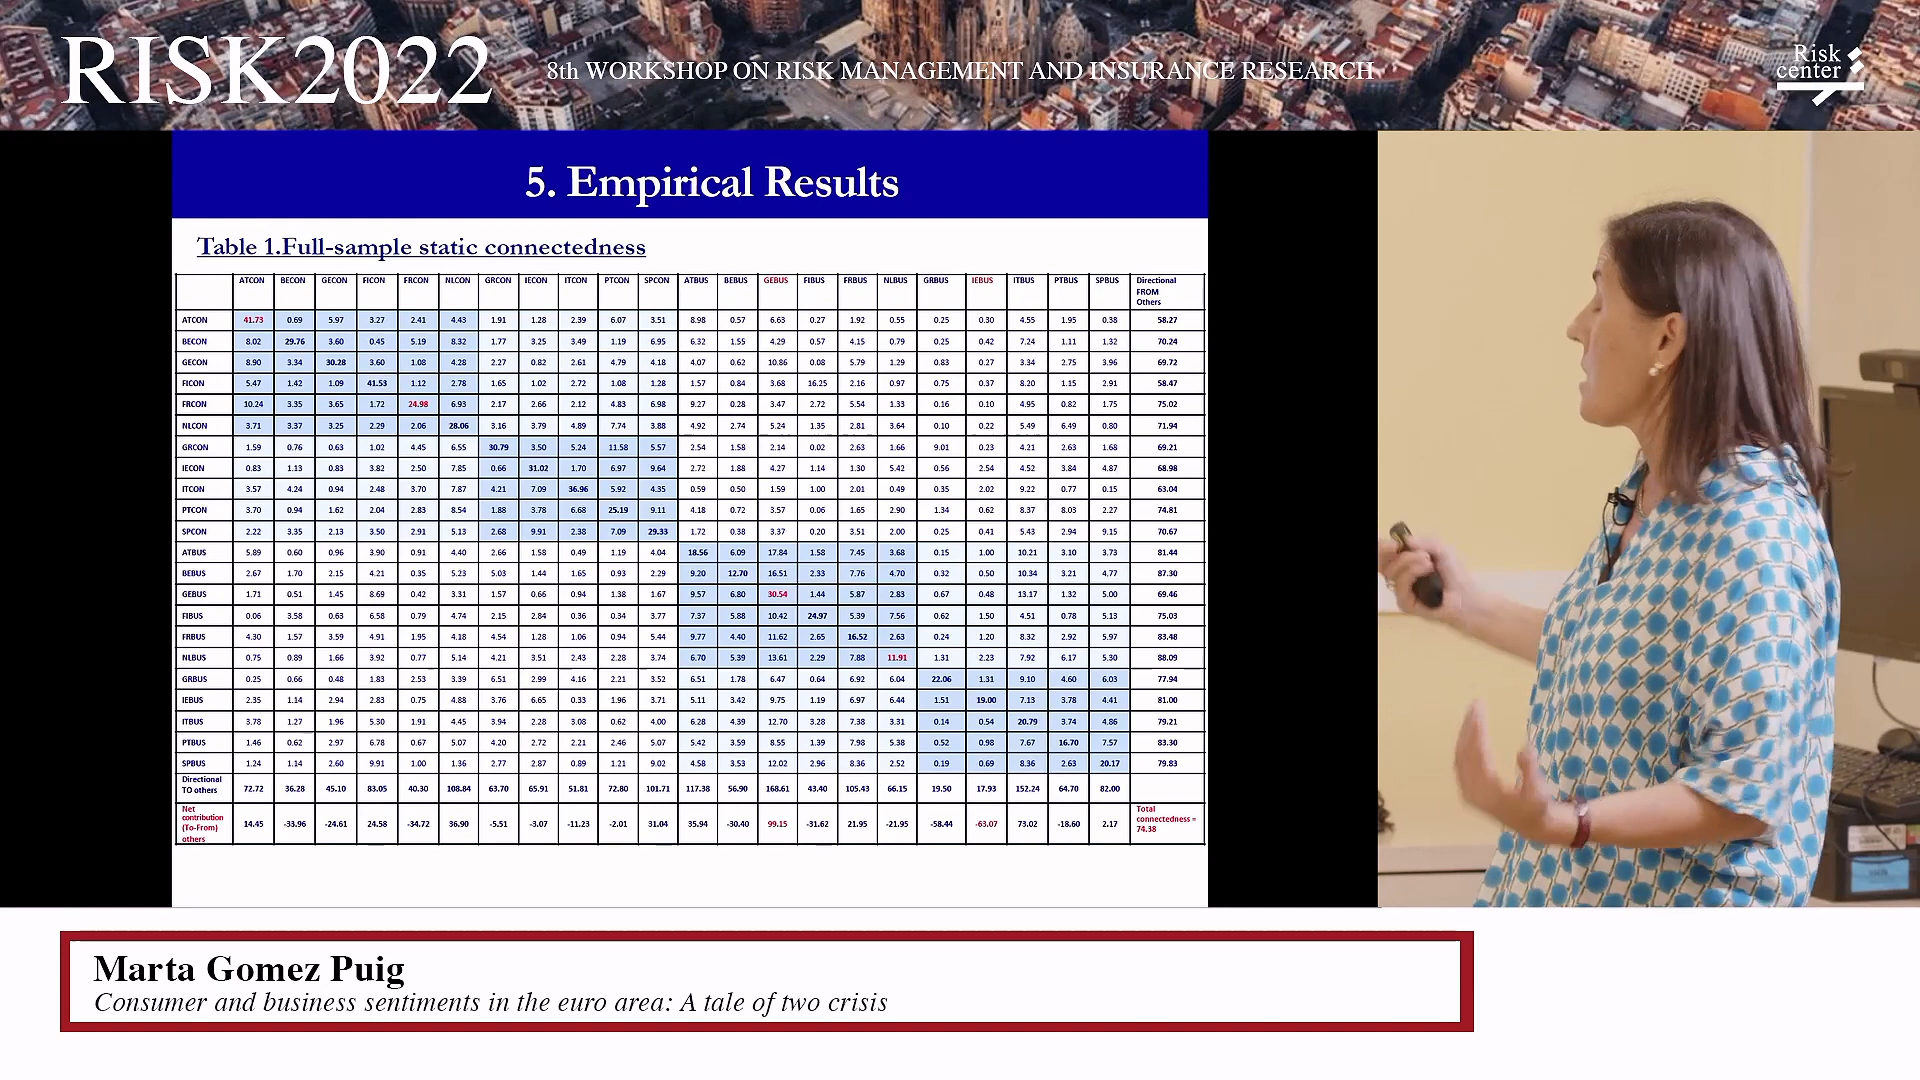 RISK2022
8th WORKSHOP ON RISK MANAGEMENT AND INSURANCE RESEARCH
Risk
center
5. Empirical Results
Table 1.Full-sample static connectedness
ATCON BECON GECON FICON FRCON NLCON GRCON IECON ITCON PTCON SPCON ATBUS BEBUS GEBUS FIBUS FRBUS NLBUS GRBUS IEBUS ITBUS PTBUS SPBUS Directional FROM Others
ATCON 41.73 0.69 5.97 3.27 2.41 4.43 1.91 1.28 2.39 6.07 3.51 8.98 0.57 6.63 0.27 1.92 0.55 0.25 0.30 4.55 1.95 0.38 58.27
BECON 8.02 29.76 3.60 0.45 5.19 8.32 1.77 3.25 3.49 1.19 6.95 6.32 1.55 4.29 0.57 4.15 0.79 0.25 0.42 7.24 1.11 1.32 70.24
GECON 8.90 3.34 30.28 3.60 1.08 4.28 2.27 0.82 2.61 4.79 4.18 4.07 0.62 10.86 0.08 5.79 1.29 0.83 0.27 3.34 2.75 3.96 69.72
FICON 5.47 1.42 1.09 41.53 1.12 2.78 1.65 1.02 2.72 1.08 1.28 1.57 0.84 3.68 16.25 2.16 0.97 0.75 0.37 8.20 1.15 2.91 58.47
FRCON 10.24 3.35 3.65 1.72 24.98 6.93 2.17 2.66 2.12 4.83 6.98 9.27 0.28 3.47 2.72 5.54 1.33 0.16 0.10 4.95 0.82 1.75 75.02
NLCON 3.71 3.37 3.25 2.29 2.06 28.06 3.16 3.79 4.89 7.74 3.88 4.92 2.74 5.24 1.35 2.81 3.64 0.10 0.22 5.49 6.49 0.80 71.94
GRCON 1.59 0.76 0.63 1.02 4.45 6.55 30.79 3.50 5.24 11.58 5.57 2.54 1.58 2.14 0.02 2.63 1.66 9.01 0.23 4.21 2.63 1.68 69.21
IECON 0.83 1.13 0.83 3.82 2.50 7.85 0.66 31.02 1.70 6.97 9.64 2.72 1.88 4.27 1.14 1.30 5.42 0.56 2.54 4.52 3.84 4.87 68.98
ITCON 3.57 4.24 0.94 2.48 3.70 7.87 4.21 7.09 36.96 5.92 4.35 0.59 0.50 1.59 1.00 2.01 0.49 0.35 2.02 9.22 0.77 0.15 63.04
PTCON 3.70 0.94 1.62 2.04 2.83 8.54 1.88 3.78 6.68 25.19 9.11 4.18 0.72 3.57 0.06 1.65 2.90 1.34 0.62 8.37 8.03 2.27 74.81
SPCON 2.22 3.35 2.13 3.50 2.91 5.13 2.68 9.91 2.38 7.09 29.33 1.72 0.38 3.37 0.20 3.51 2.00 0.25 0.41 5.43 2.94 9.15 70.67
ATBUS 5.89 0.60 0.96 3.90 0.91 4.40 2.66 1.58 0.49 1.19 4.04 18.56 6.09 17.84 1.58 7.45 3.68 0.15 1.00 10.21 3.10 3.73 81.44
BEBUS 2.67 1.70 2.15 4.21 0.35 5.23 5.03 1.44 1.65 0.93 2.29 9.20 12.70 16.51 2.33 7.76 4.70 0.32 0.50 10.34 3.21 4.77 87.30
GEBUS 1.71 0.51 1.45 8.69 0.42 3.31 1.57 0.66 0.94 1.38 1.67 9.57 6.80 30.54 1.44 5.87 2.83 0.67 0.48 13.17 1.32 5.00 69.46
FIBUS 0.06 3.58 0.63 6.58 0.79 4.74 2.15 2.84 0.36 0.34 3.77 7.37 5.88 10.42 24.97 5.39 7.56 0.62 1.50 4.51 0.78 5.13 75.03
FRBUS 4.30 1.57 3.59 4.91 1.95 4.18 4.54 1.28 1.06 0.94 5.44 9.77 4.40 11.62 2.65 16.52 2.63 0.24 1.20 8.32 2.92 5.97 83.48
NLBUS 0.75 0.89 1.66 3.92 0.77 5.14 4.21 3.51 2.43 2.28 3.74 6.70 5.39 13.61 2.29 7.88 11.91 1.31 2.23 7.92 6.17 5.30 88.09
GRBUS 0.25 0.66 0.48 1.83 2.53 3.39 6.51 2.99 4.16 2.21 3.52 6.51 1.78 6.47 0.64 6.92 6.04 22.06 1.31 9.10 4.60 6.03 77.94
IEBUS 2.35 1.14 2.94 2.83 0.75 4.88 3.76 6.65 0.33 1.96 3.71 5.11 3.42 9.75 1.19 6.97 6.44 1.51 19.00 7.13 3.78 4.41 81.00
ITBUS 3.78 1.27 1.96 5.30 1.91 4.45 3.94 2.28 3.08 0.62 4.00 6.28 4.39 12.70 3.28 7.38 3.31 0.14 0.54 20.79 3.74 4.86 79.21
PTBUS 1.46 0.62 2.97 6.78 0.67 5.07 4.20 2.72 2.21 2.46 5.07 5.42 3.59 8.55 1.39 7.98 5.38 0.52 0.98 7.67 16.70 7.57 83.30
SPBUS 1.24 1.14 2.60 9.91 1.00 1.36 2.77 2.87 0.89 1.21 9.02 4.58 3.53 12.02 2.96 8.36 2.52 0.19 0.69 8.36 2.63 20.17 79.83
Directional TO others 72.72 36.28 45.10 83.05 40.30 108.84 63.70 65.91 51.81 72.80 101.71 117.38 56.90 168.61 43.40 105.43 66.15 19.50 17.93 152.24 64.70 82.00
Net contribution (To-From) others 14.45 -33.96 -24.61 24.58 -34.72 36.90 -5.51 -3.07 -11.23 -2.01 31.04 35.94 -30.40 99.15 -31.62 21.95 -21.95 -58.44 -63.07 73.02 -18.60 2.17 Total connectedness = 74.38
Marta Gomez Puig
Consumer and business sentiments in the euro area: A tale of two crisis